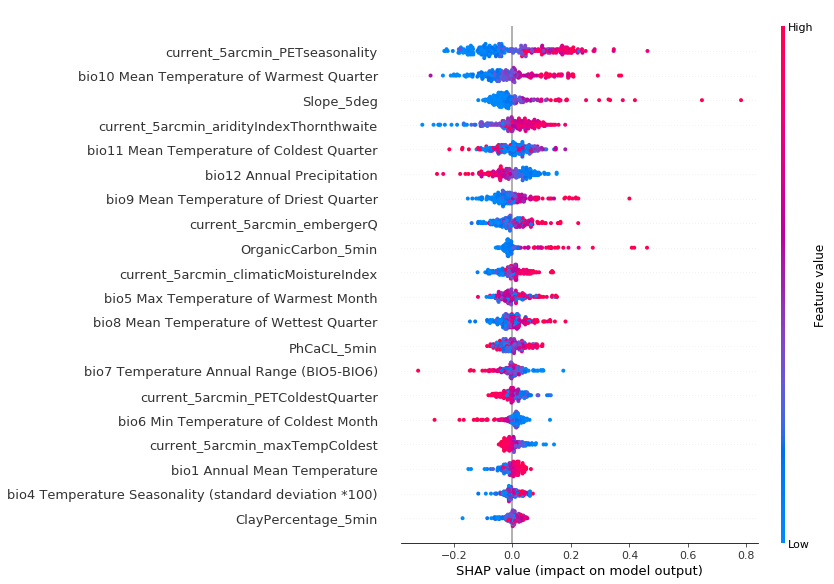 High
current_5arcmin_PETseasonality
bio10 Mean Temperature of Warmest Quarter
Slope_5deg
current_5arcmin_aridityIndexThornthwaite
bio11 Mean Temperature of Coldest Quarter
bio12 Annual Precipitation
bio9 Mean Temperature of Driest Quarter
current_5arcmin_embergerQ
OrganicCarbon_5min
current_5arcmin_climaticMoistureIndex
bio5 Max Temperature of Warmest Month
bio8 Mean Temperature of Wettest Quarter
PhCaCL_5min
bio7 Temperature Annual Range (BIO5-BIO6)
current_5arcmin_PETColdestQuarter
bio6 Min Temperature of Coldest Month
current_5arcmin_maxTempColdest
bio1 Annual Mean Temperature
bio4 Temperature Seasonality (standard deviation *100)
ClayPercentage_5min
Feature value
Low
−0.2 0.0 0.2 0.4 0.6 0.8
SHAP value (impact on model output)